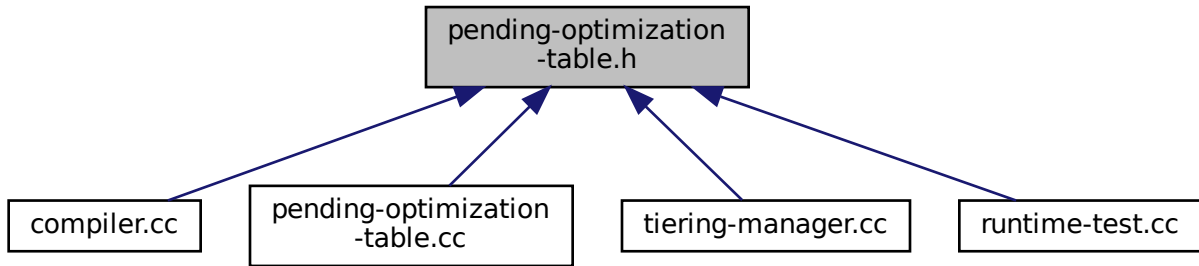 pending-optimization
-table.h
compiler.cc
pending-optimization
-table.cc
tiering-manager.cc
runtime-test.cc